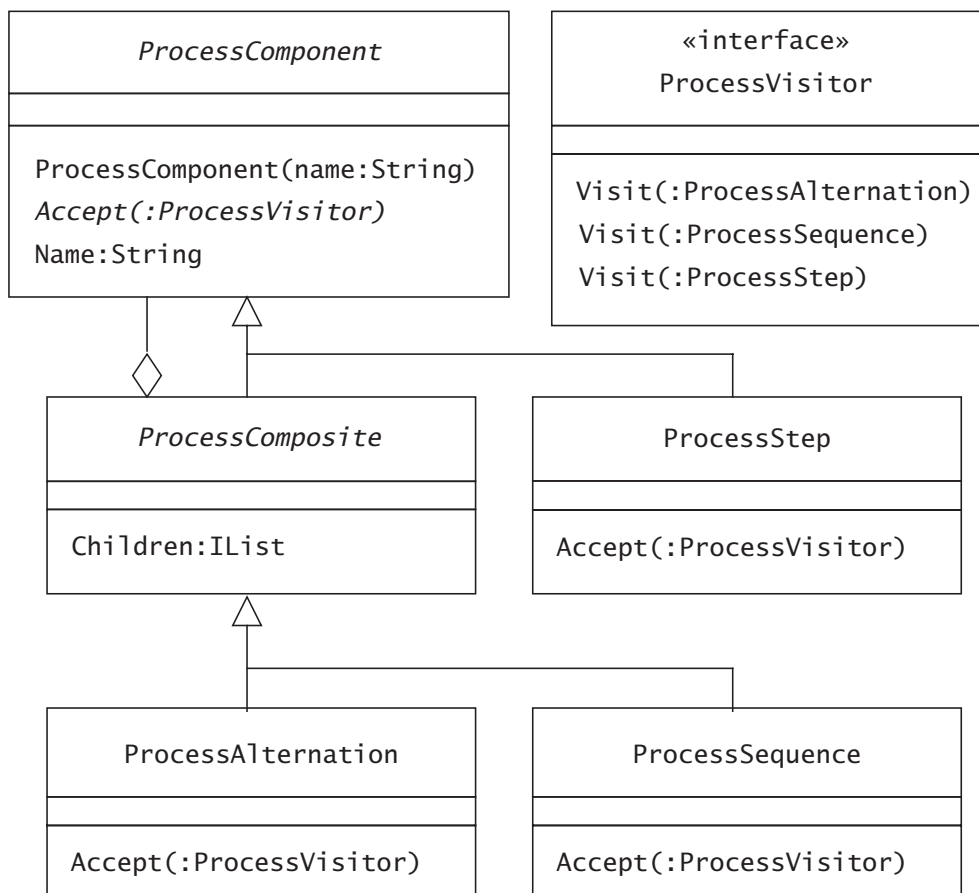 ProcessComponent
ProcessComponent(name:String)
Accept(:ProcessVisitor)
Name:String
«interface»
ProcessVisitor
Visit(:ProcessAlternation)
Visit(:ProcessSequence)
Visit(:ProcessStep)
ProcessComposite
Children:IList
ProcessStep
Accept(:ProcessVisitor)
ProcessAlternation
Accept(:ProcessVisitor)
ProcessSequence
Accept(:ProcessVisitor)